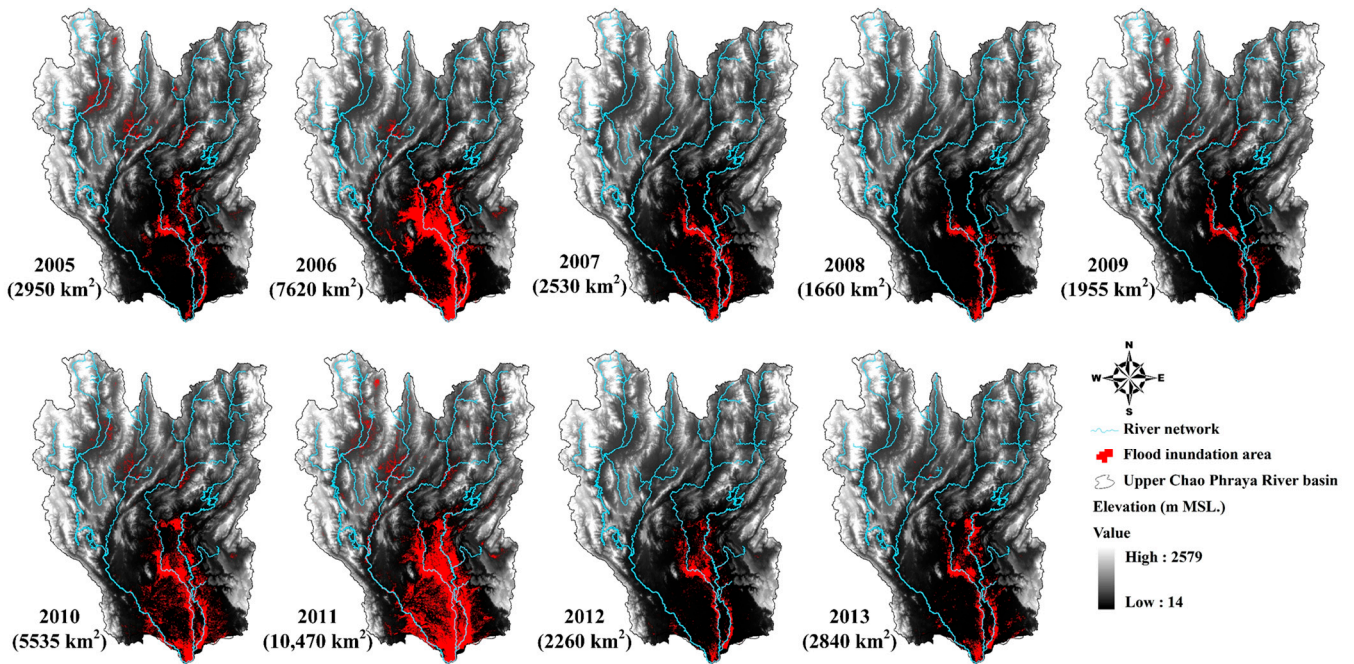 2005
(2950 km²)
2006
(7620 km²)
2007
(2530 km²)
2008
(1660 km²)
2009
(1955 km²)
2010
(5535 km²)
2011
(10,470 km²)
2012
(2260 km²)
2013
(2840 km²)
N
W E
S
River network
Flood inundation area
Upper Chao Phraya River basin
Elevation (m MSL.)
Value
High : 2579
Low : 14